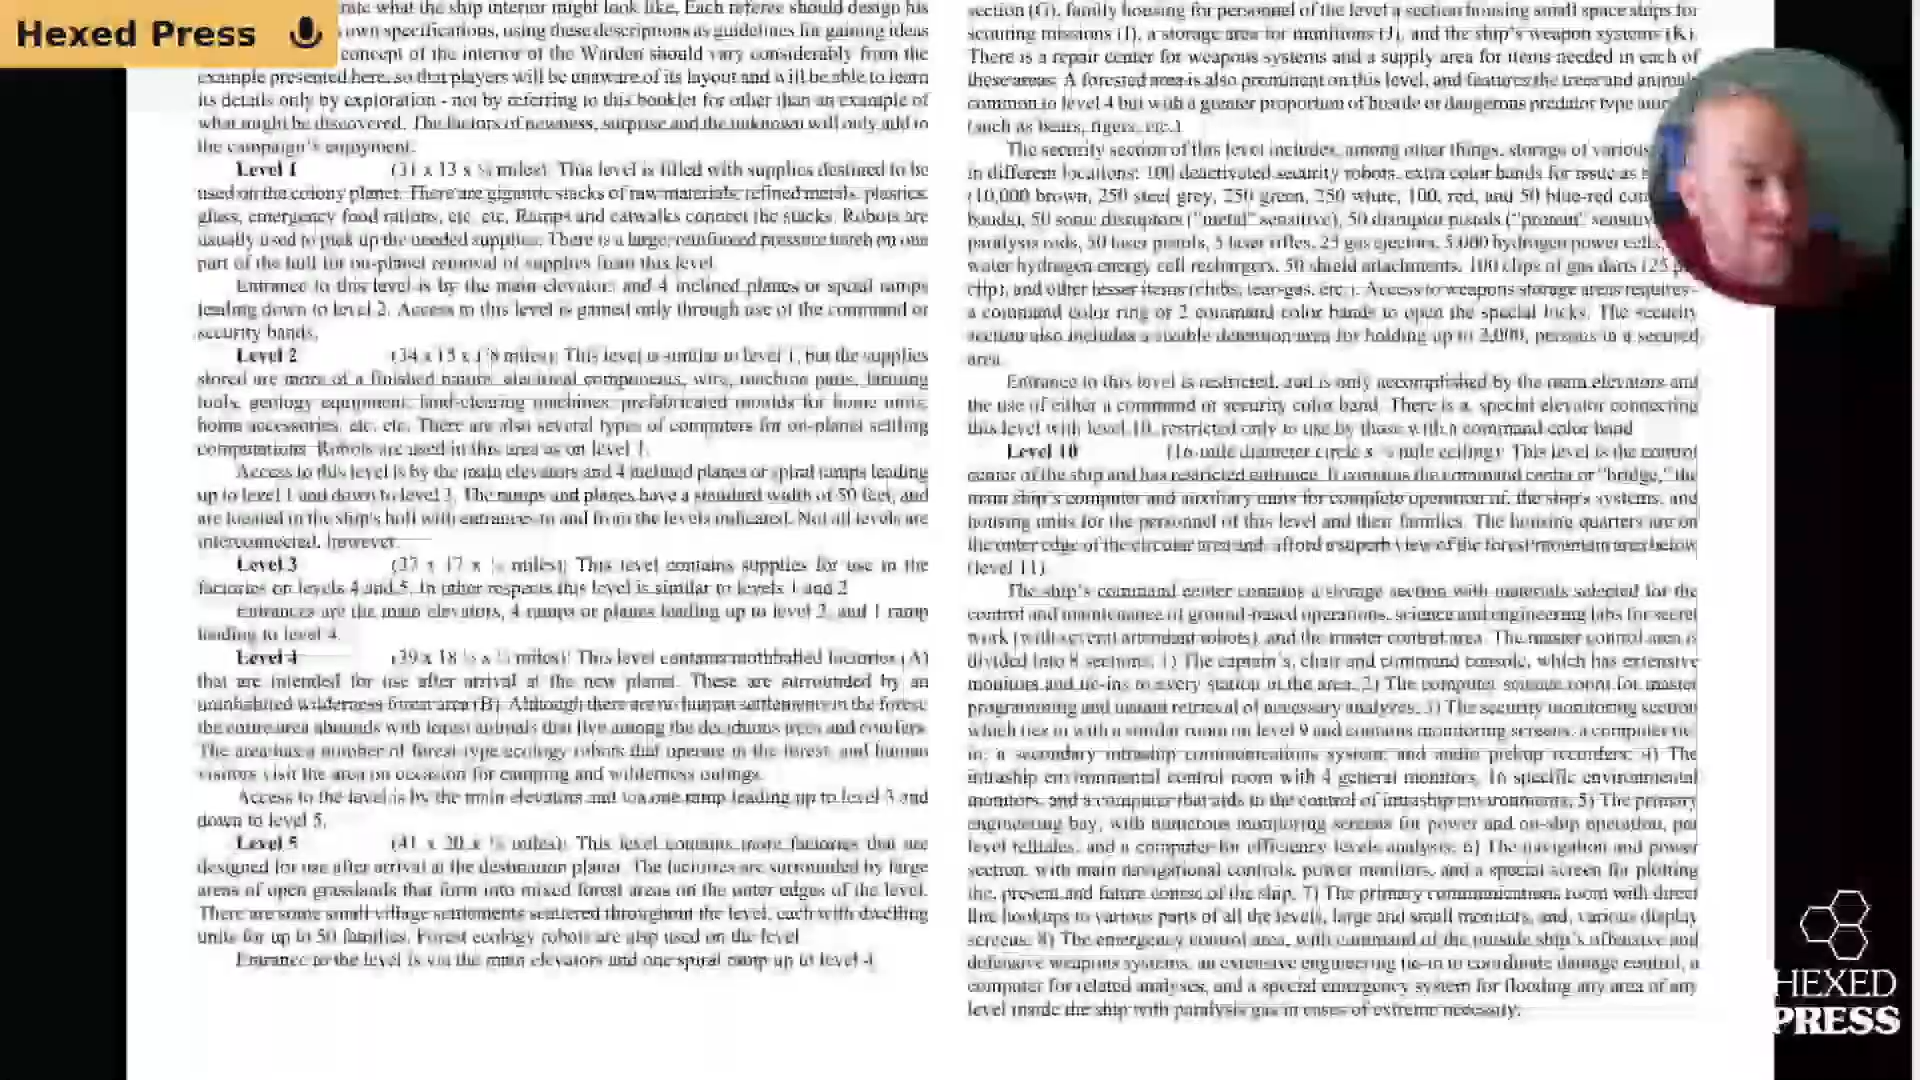 Hexed Press
what the ship interior might look like. Each referee should design his
own specifications, using these descriptions as guidelines for gaining ideas
concept of the interior of the Warden should vary considerably from the
example presented here, so that players will be unaware of its layout and will be able to learn
its details only by exploration - not by referring to this booklet for other than an example of
what might be discovered. The factors of newness, surprise and the unknown will only add to
the campaign's enjoyment.
Level 1 (31 x 13 x miles) This level is filled with supplies destined to be
used on the colony planet. There are gigantic stacks of raw materials, refined metals, plastics,
glass, emergency food rations, etc. etc. Ramps and catwalks connect the stacks. Robots are
usually used to pick up the needed supplies. There is a large, reinforced pressure hatch on one
part of the hull for on-planet removal of supplies from this level.
Entrance to this level is by the main elevator, and 4 inclined planes or spiral ramps
leading down to level 2. Access to this level is gained only through use of the command or
security bands.
Level 2 (34 x 15 x miles) This level is similar to level 1, but the supplies
stored are more of a finished nature, electrical components, wire, machine parts, farming
tools, geology equipment, land-clearing machines, prefabricated moulds for home units,
home accessories, etc. etc. There are also several types of computers for on-planet settling
computations. Robots are used in this area as on level 1.
Access to this level is by the main elevators and 4 inclined planes or spiral ramps leading
up to level 1 and down to level 3. The ramps and planes have a standard width of 50 feet, and
are located in the ship's hull with entrances to and from the levels indicated. Not all levels are
interconnected, however.
Level 3 (37 x 17 x miles) This level contains supplies for use in the
factories on levels 4 and 5. In other respects this level is similar to levels 1 and 2
Entrances are the main elevators, 4 ramps or planes leading up to level 2, and 1 ramp
leading to level 4.
Level 4 (39 x 18 x miles) This level contains mothballed factories (A)
that are intended for use after arrival at the new planet. These are surrounded by an
uninhabited wilderness forest area (B). Although there are no human settlements in the forest,
the entire area abounds with forest animals that live among the deciduous trees and conifers.
The area has a number of forest type ecology robots that operate in the forest, and human
visitors visit the area on occasion for camping and wilderness outings.
Access to the level is by the main elevators and via one ramp leading up to level 3 and
down to level 5.
Level 5 (41 x 20 x miles) This level contains more factories that are
designed for use after arrival at the destination planet. The factories are surrounded by large
areas of open grasslands that form into mixed forest areas on the outer edges of the level.
There are some small village settlements scattered throughout the level, each with dwelling
units for up to 50 families. Forest ecology robots are also used on the level
Entrance to the level is via the main elevators and one spiral ramp up to level 4
section (G), family housing for personnel of the level a section housing small space ships for
scouting missions (I), a storage area for munitions (J), and the ship's weapon systems (K).
There is a repair center for weapons systems and a supply area for items needed in each of
these areas. A forested area is also prominent on this level, and features the trees and animals
common to level 4 but with a greater proportion of hostile or dangerous predator type
(such as bears, tigers, etc.)
The security section of this level includes, among other things, storage of various
in different locations: 100 deactivated security robots, extra color bands for issue as
(10,000 brown, 250 steel grey, 250 green, 250 white, 100, red, and 50 blue-red
bands), 50 sonic disruptors ("metal" sensitive), 50 disruptor pistols ("protein"
paralysis rods, 50 laser pistols, 5 laser rifles, 25 gas ejectors, 5,000 hydrogen power cells,
water hydrogen energy cell rechargers, 50 shield attachments, 100 clips of gas darts (25
clip), and other lesser items (clubs, tear-gas, etc.). Access to weapons storage areas requires
a command color ring or 2 command color bands to open the special locks. The security
section also includes a sizable detention area for holding up to 2,000, persons in a secured
area.
Entrance to this level is restricted, and is only accomplished by the main elevators and
the use of either a command or security color band. There is a special elevator connecting
this level with level 10, restricted only to use by those with a command color band
Level 10 (16-mile diameter circle x mile ceiling) This level is the control
center of the ship and has restricted entrance. It contains the command center or "bridge," the
main ship's computer and auxiliary units for complete operation of, the ship's systems, and
housing units for the personnel of this level and their families. The housing quarters are on
the outer edge of the circular area and afford a superb view of the forest/mountain area below
(level 11)
The ship's command center contains a storage section with materials selected for the
control and maintenance of ground-based operations, science and engineering labs for secret
work (with several attendant robots), and the master control area. The master control area is
divided into 8 sections. 1) The captain's, chair and command console, which has extensive
monitors and tie-ins to every station in the area. 2) The computer science room for master
programming and instant retrieval of necessary analyzes. 3) The security monitoring section
which ties in with a similar room on level 9 and contains monitoring screens, a computer tie-
in; a secondary intraship communications system; and audio pickup recorders. 4) The
intraship environmental control room with 4 general monitors, 16 specific environmental
monitors, and a computer that aids in the control of intraship environments. 5) The primary
engineering bay, with numerous monitoring screens for power and on-ship operation,
level telltales, and a computer for efficiency levels analysis. 6) The navigation and power
section, with main navigational controls, power monitors, and a special screen for plotting
the, present and future course of the ship. 7) The primary communications room with direct
line hookups to various parts of all the levels, large and small monitors, and, various display
screens. 8) The emergency control area, with command of the outside ship's offensive and
defensive weapons systems, an extensive engineering tie-in to coordinate damage control, a
computer for related analyses, and a special emergency system for flooding any area of any
level inside the ship with paralysis gas in cases of extreme necessity.
HEXED
PRESS